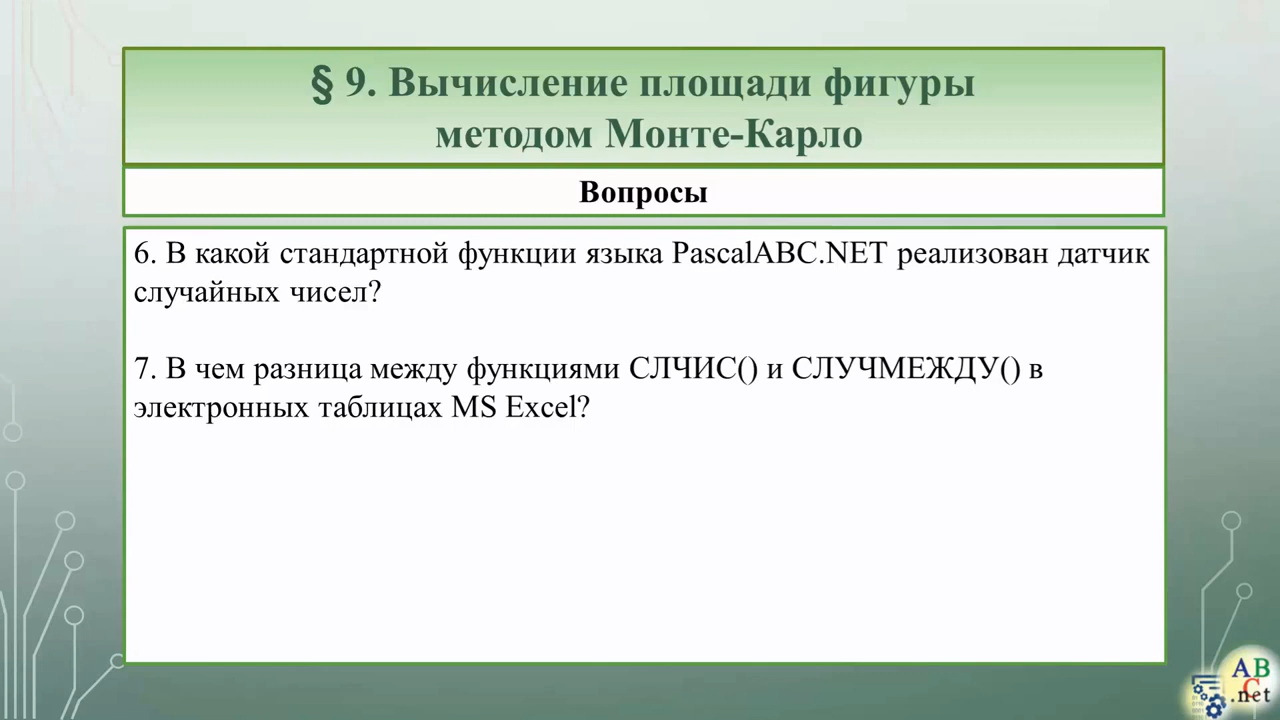 § 9. Вычисление площади фигуры
методом Монте-Карло
Вопросы
6. В какой стандартной функции языка PascalABC.NET реализован датчик
случайных чисел?
7. В чем разница между функциями СЛЧИС() и СЛУЧМЕЖДУ() в
электронных таблицах MS Excel?
ABC
.net